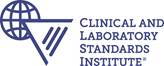 CLINICAL AND
LABORATORY
STANDARDS
INSTITUTE®